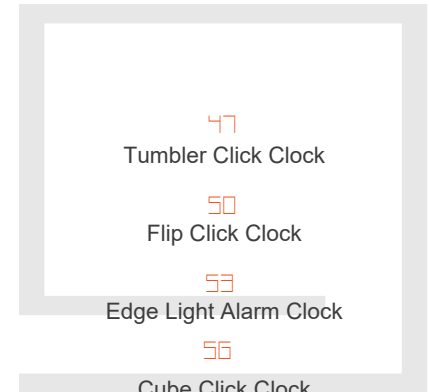 47
Tumbler Click Clock
50
Flip Click Clock
53
Edge Light Alarm Clock
56
Cube Click Clock